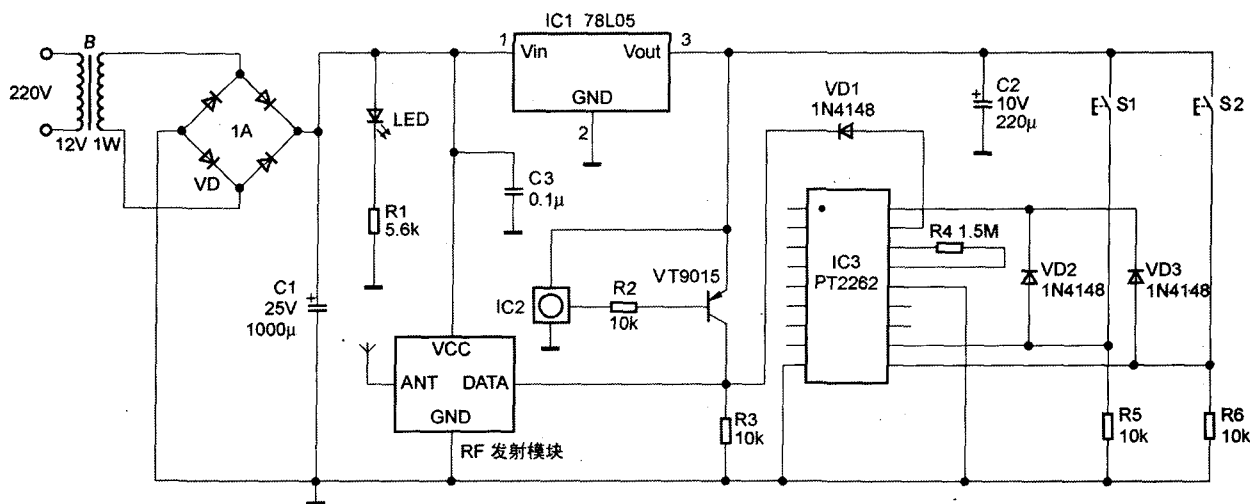 IC1 78L05
1
Vin
Vout
3
GND
2
B
220V
12V 1W
1A
VD
LED
R1
5.6k
C3
0.1μ
C1
+
25V
1000μ
VD1
1N4148
+
C2
10V
220μ
S1
S2
R4 1.5M
IC3
PT2262
VD2
1N4148
VD3
1N4148
VT9015
IC2
R2
10k
VCC
ANT
DATA
GND
RF 发射模块
R3
10k
R5
10k
R6
10k